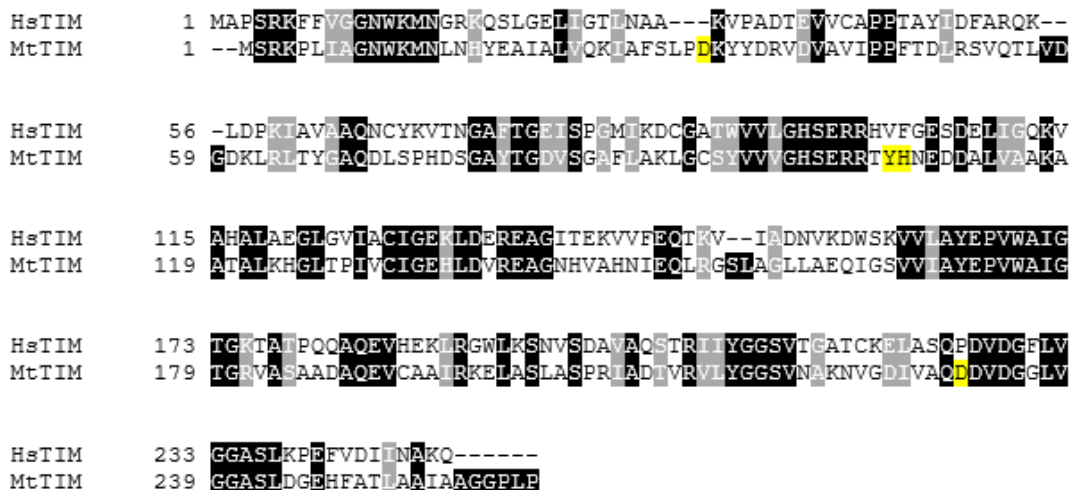 HsTIM 1 MAPSRKFFVGGNWKMNGRKQSLGELIGTLNAA---KVPADTEVVCAPPTAYIDFARQK--
MtTIM 1 --MSRKPLIAGNWKMNLNHYEAIALVQKIAFSLPDKYYDRVDVAVIPPFTDLRSVQTLVD
HsTIM 56 -LDPKIAVAAQNCYKVTNGAFTGEISPGMIKDCGATWVVLGHSERRHVFGESDELIGQKV
MtTIM 59 GDKLRLTYGAQDLSPHDSGAYTGDVSGAFLAKLGCSYVVVGHSERRTYHNEDDALVAAKA
HsTIM 115 AHALAEGLGVIACIGEKLDEREAGITEKVVFEQTKV--IADNVKDWSKVVLAYEPVWAIG
MtTIM 119 ATALKHGLTPIVCIGEHLDVREAGNHVAHNIEQLRGSLAGLLAEQIGSVVIAYEPVWAIG
HsTIM 173 TGKTATPQQAQEVHEKLRGWLKSNVSDAVAQSTRIIYGGSVTGATCKELASQPDVDGFLV
MtTIM 179 TGRVASAADAQEVCAAIRKELASLASPRIADTVRVLYGGSVNAKNVGDIVAQDDVDGGLV
HsTIM 233 GGASLKPEFVDIINAKQ------
MtTIM 239 GGASLDGEHFATLAAIAAGGPLP